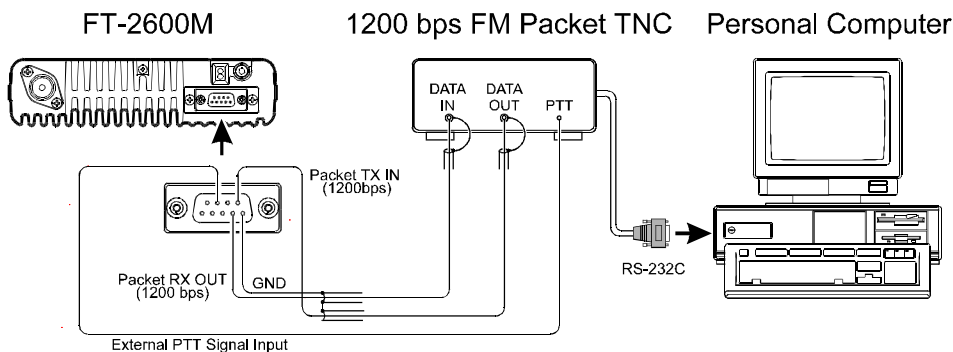 FT-2600M
1200 bps FM Packet TNC
Personal Computer
DATA
IN
DATA
OUT
PTT
Packet TX IN
(1200bps)
Packet RX OUT
(1200 bps)
GND
RS-232C
External PTT Signal Input